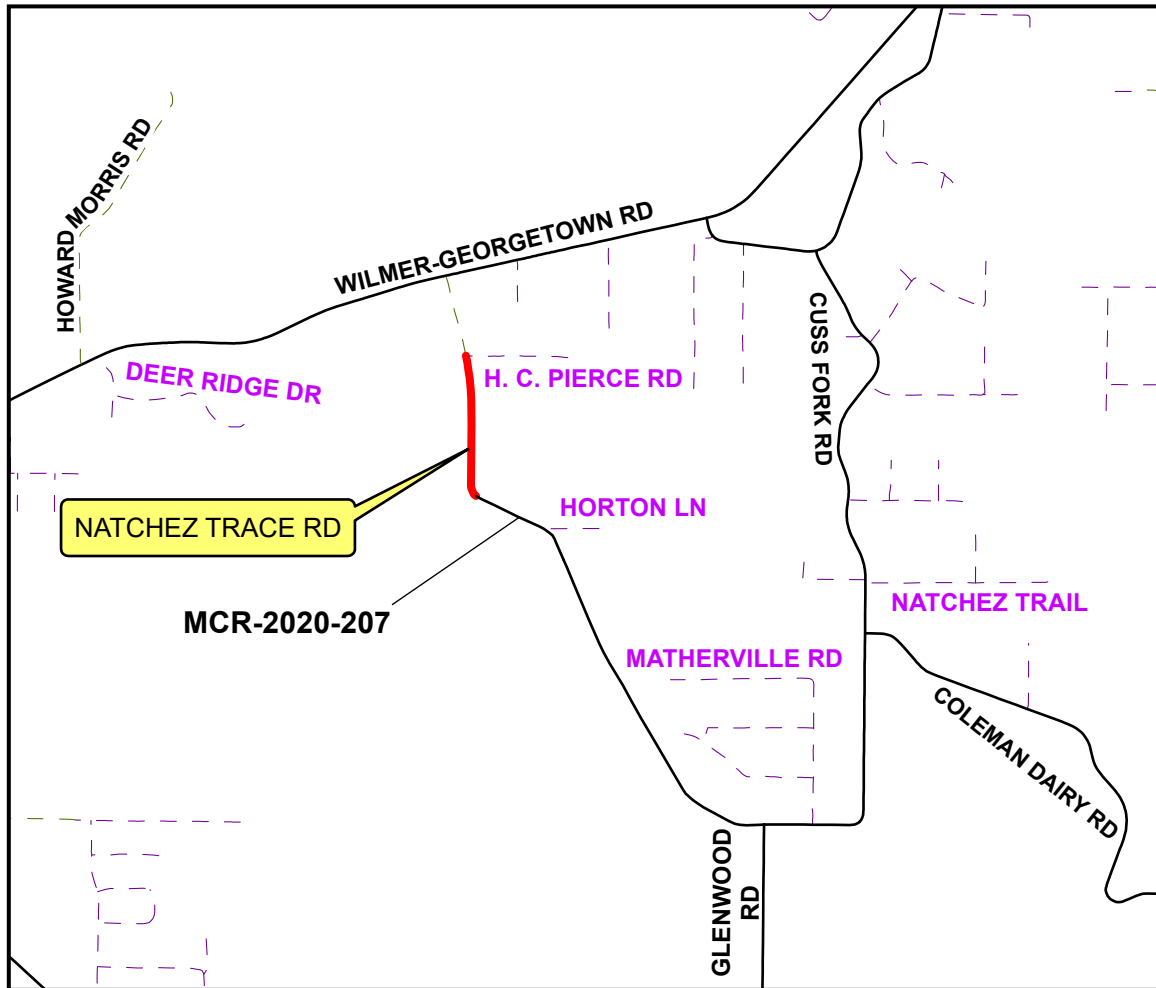 HOWARD MORRIS RD
WILMER-GEORGETOWN RD
DEER RIDGE DR
H. C. PIERCE RD
CUSS FORK RD
NATCHEZ TRACE RD
HORTON LN
MCR-2020-207
NATCHEZ TRAIL
MATHERVILLE RD
COLEMAN DAIRY RD
GLENWOOD
RD